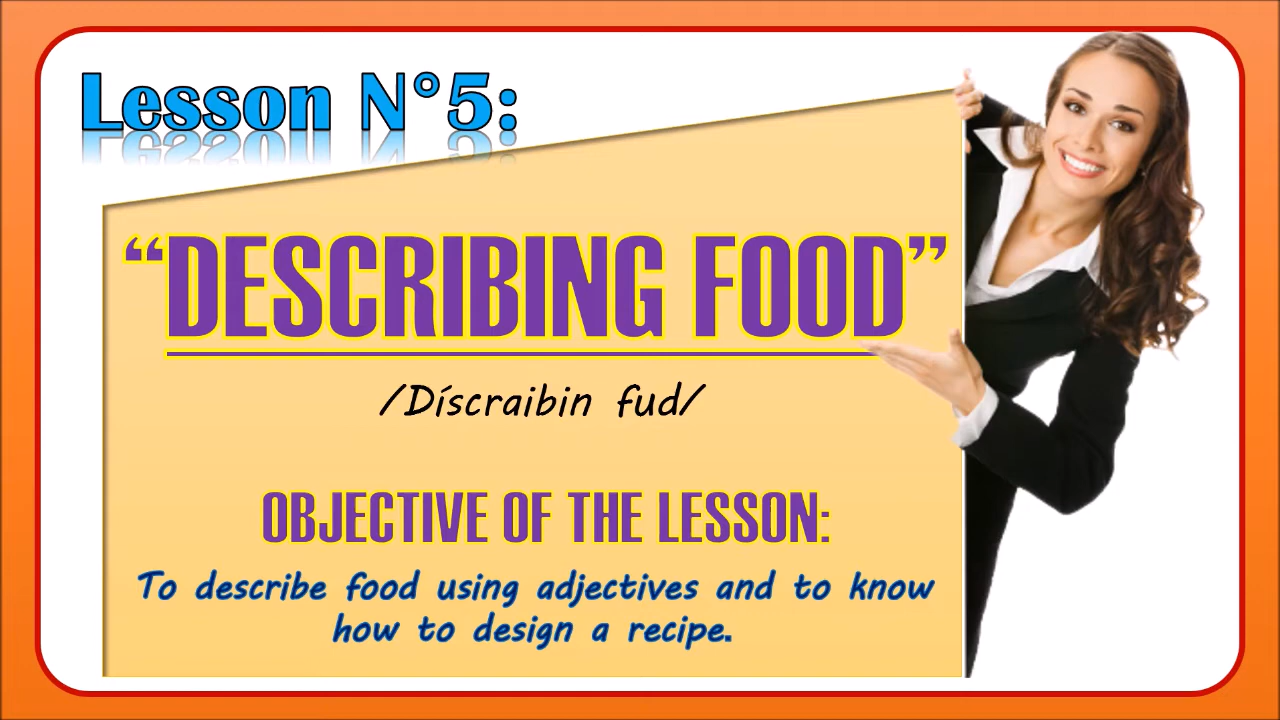 Lesson N°5:
“DESCRIBING FOOD”
/Díscraibin fud/
OBJECTIVE OF THE LESSON:
To describe food using adjectives and to know
how to design a recipe.